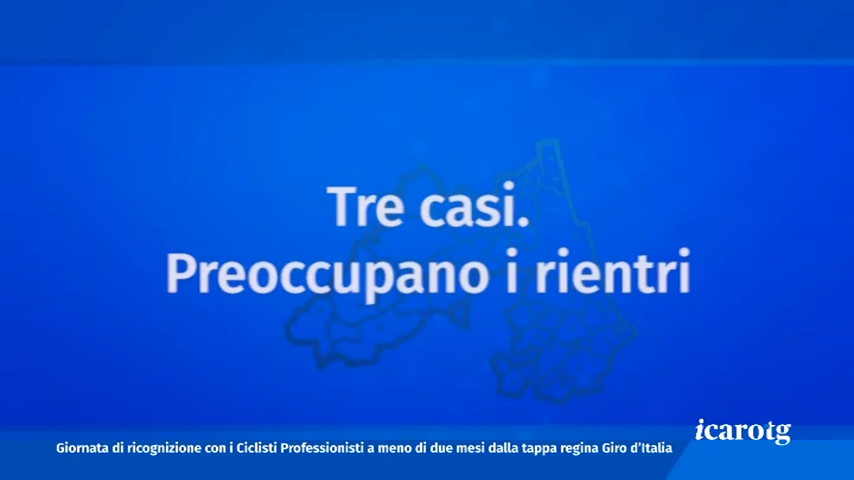 Tre casi.
Preoccupano i rientri
icarotg
Giornata di ricognizione con i Ciclisti Professionisti a meno di due mesi dalla tappa regina Giro d'Italia